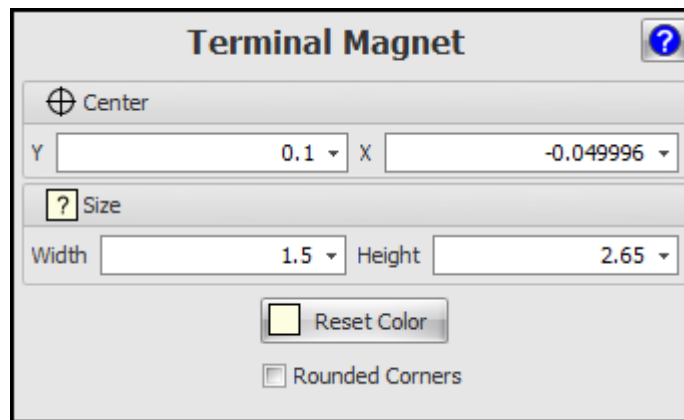 Terminal Magnet ?
Center
Y 0.1 X -0.049996
? Size
Width 1.5 Height 2.65
Reset Color
Rounded Corners